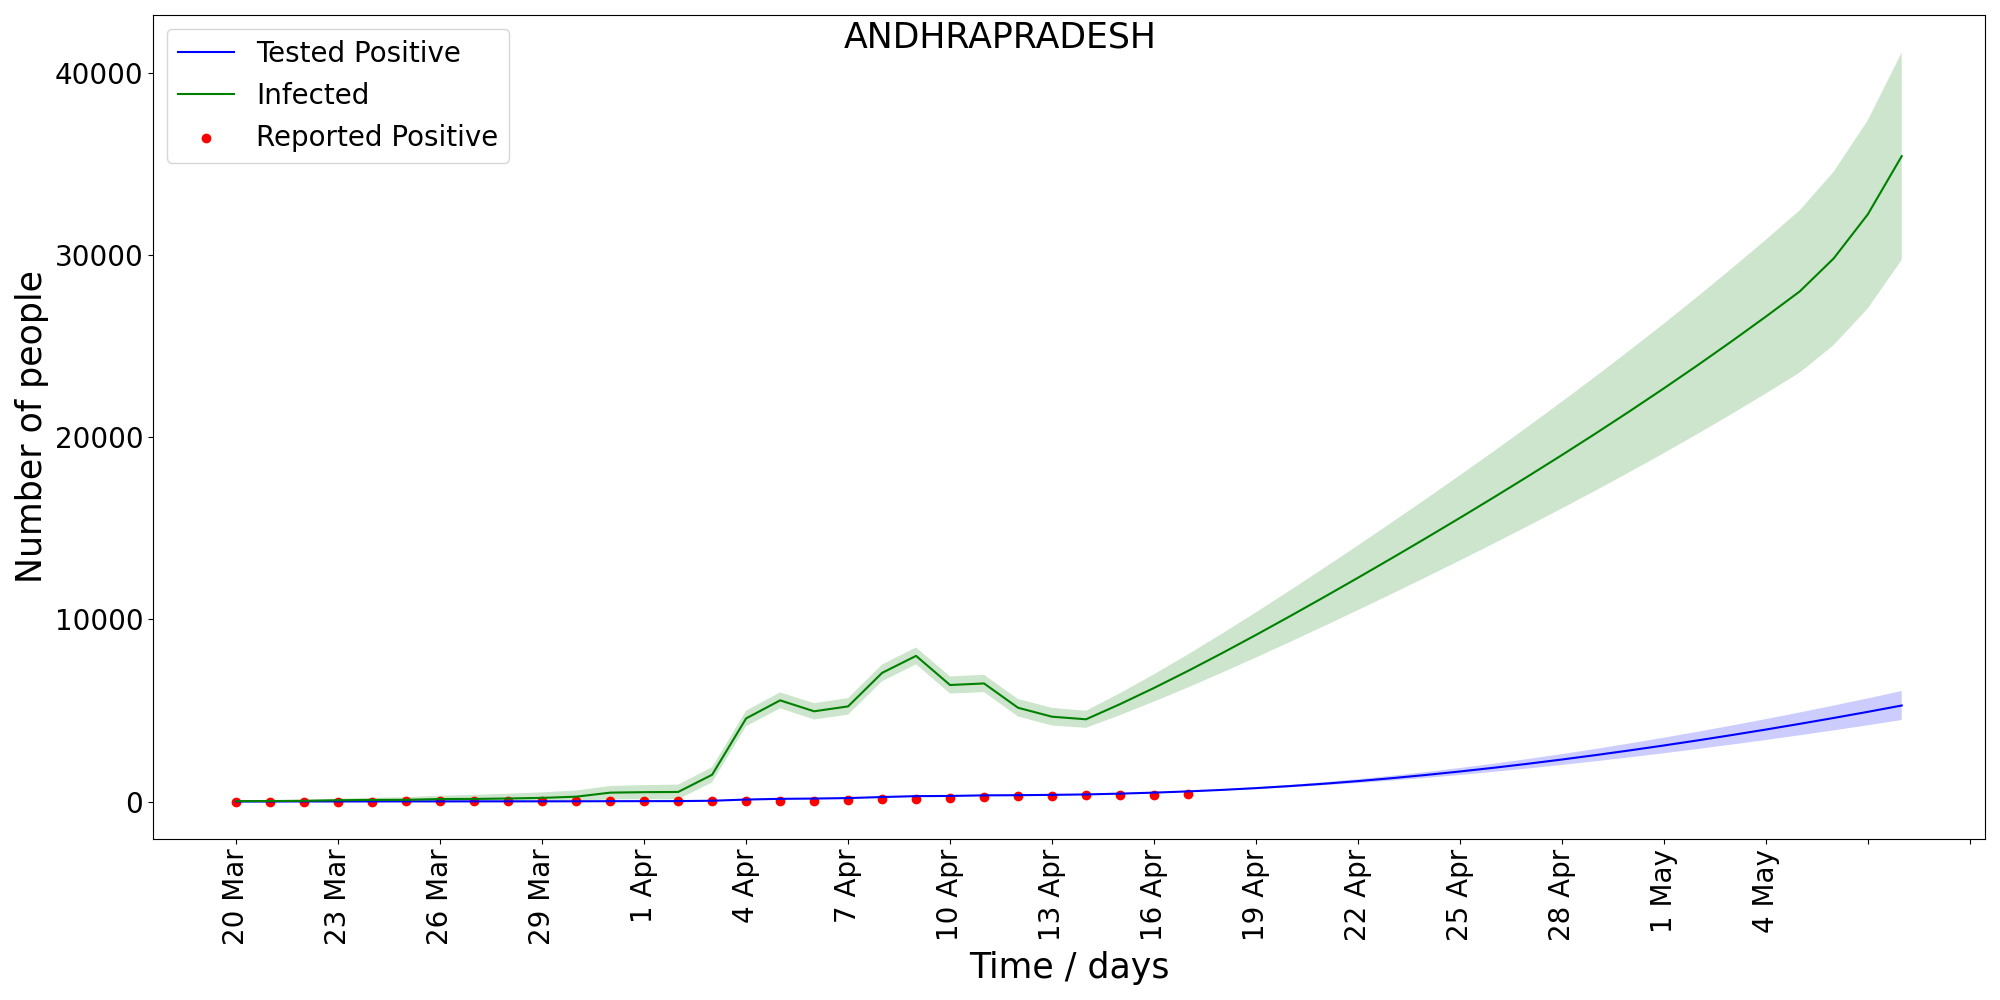 ANDHRAPRADESH
Tested Positive
Infected
Reported Positive
Number of people
40000
30000
20000
10000
0
20 Mar
23 Mar
26 Mar
29 Mar
1 Apr
4 Apr
7 Apr
10 Apr
13 Apr
16 Apr
19 Apr
22 Apr
25 Apr
28 Apr
1 May
4 May
Time / days